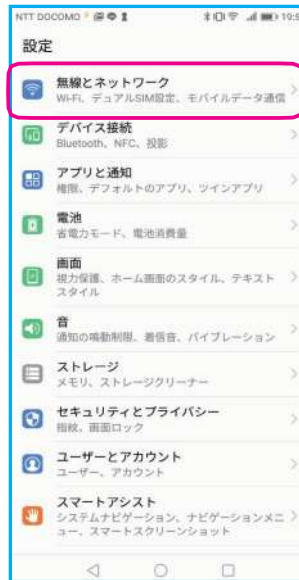 NTT DOCOMO
19:5
設定
無線とネットワーク
Wi-Fi、デュアルSIM設定、モバイルデータ通信
デバイス接続
Bluetooth、NFC、投影
アプリと通知
権限、デフォルトのアプリ、ツインアプリ
電池
省電力モード、電池消費量
画面
視力保護、ホーム画面のスタイル、テキスト
スタイル
音
通知の鳴動制限、着信音、バイブレーション
ストレージ
メモリ、ストレージクリーナー
セキュリティとプライバシー
指紋、画面ロック
ユーザーとアカウント
ユーザー、アカウント
スマートアシスト
システムナビゲーション、ナビゲーションメニ
ュー、スマートスクリーンショット